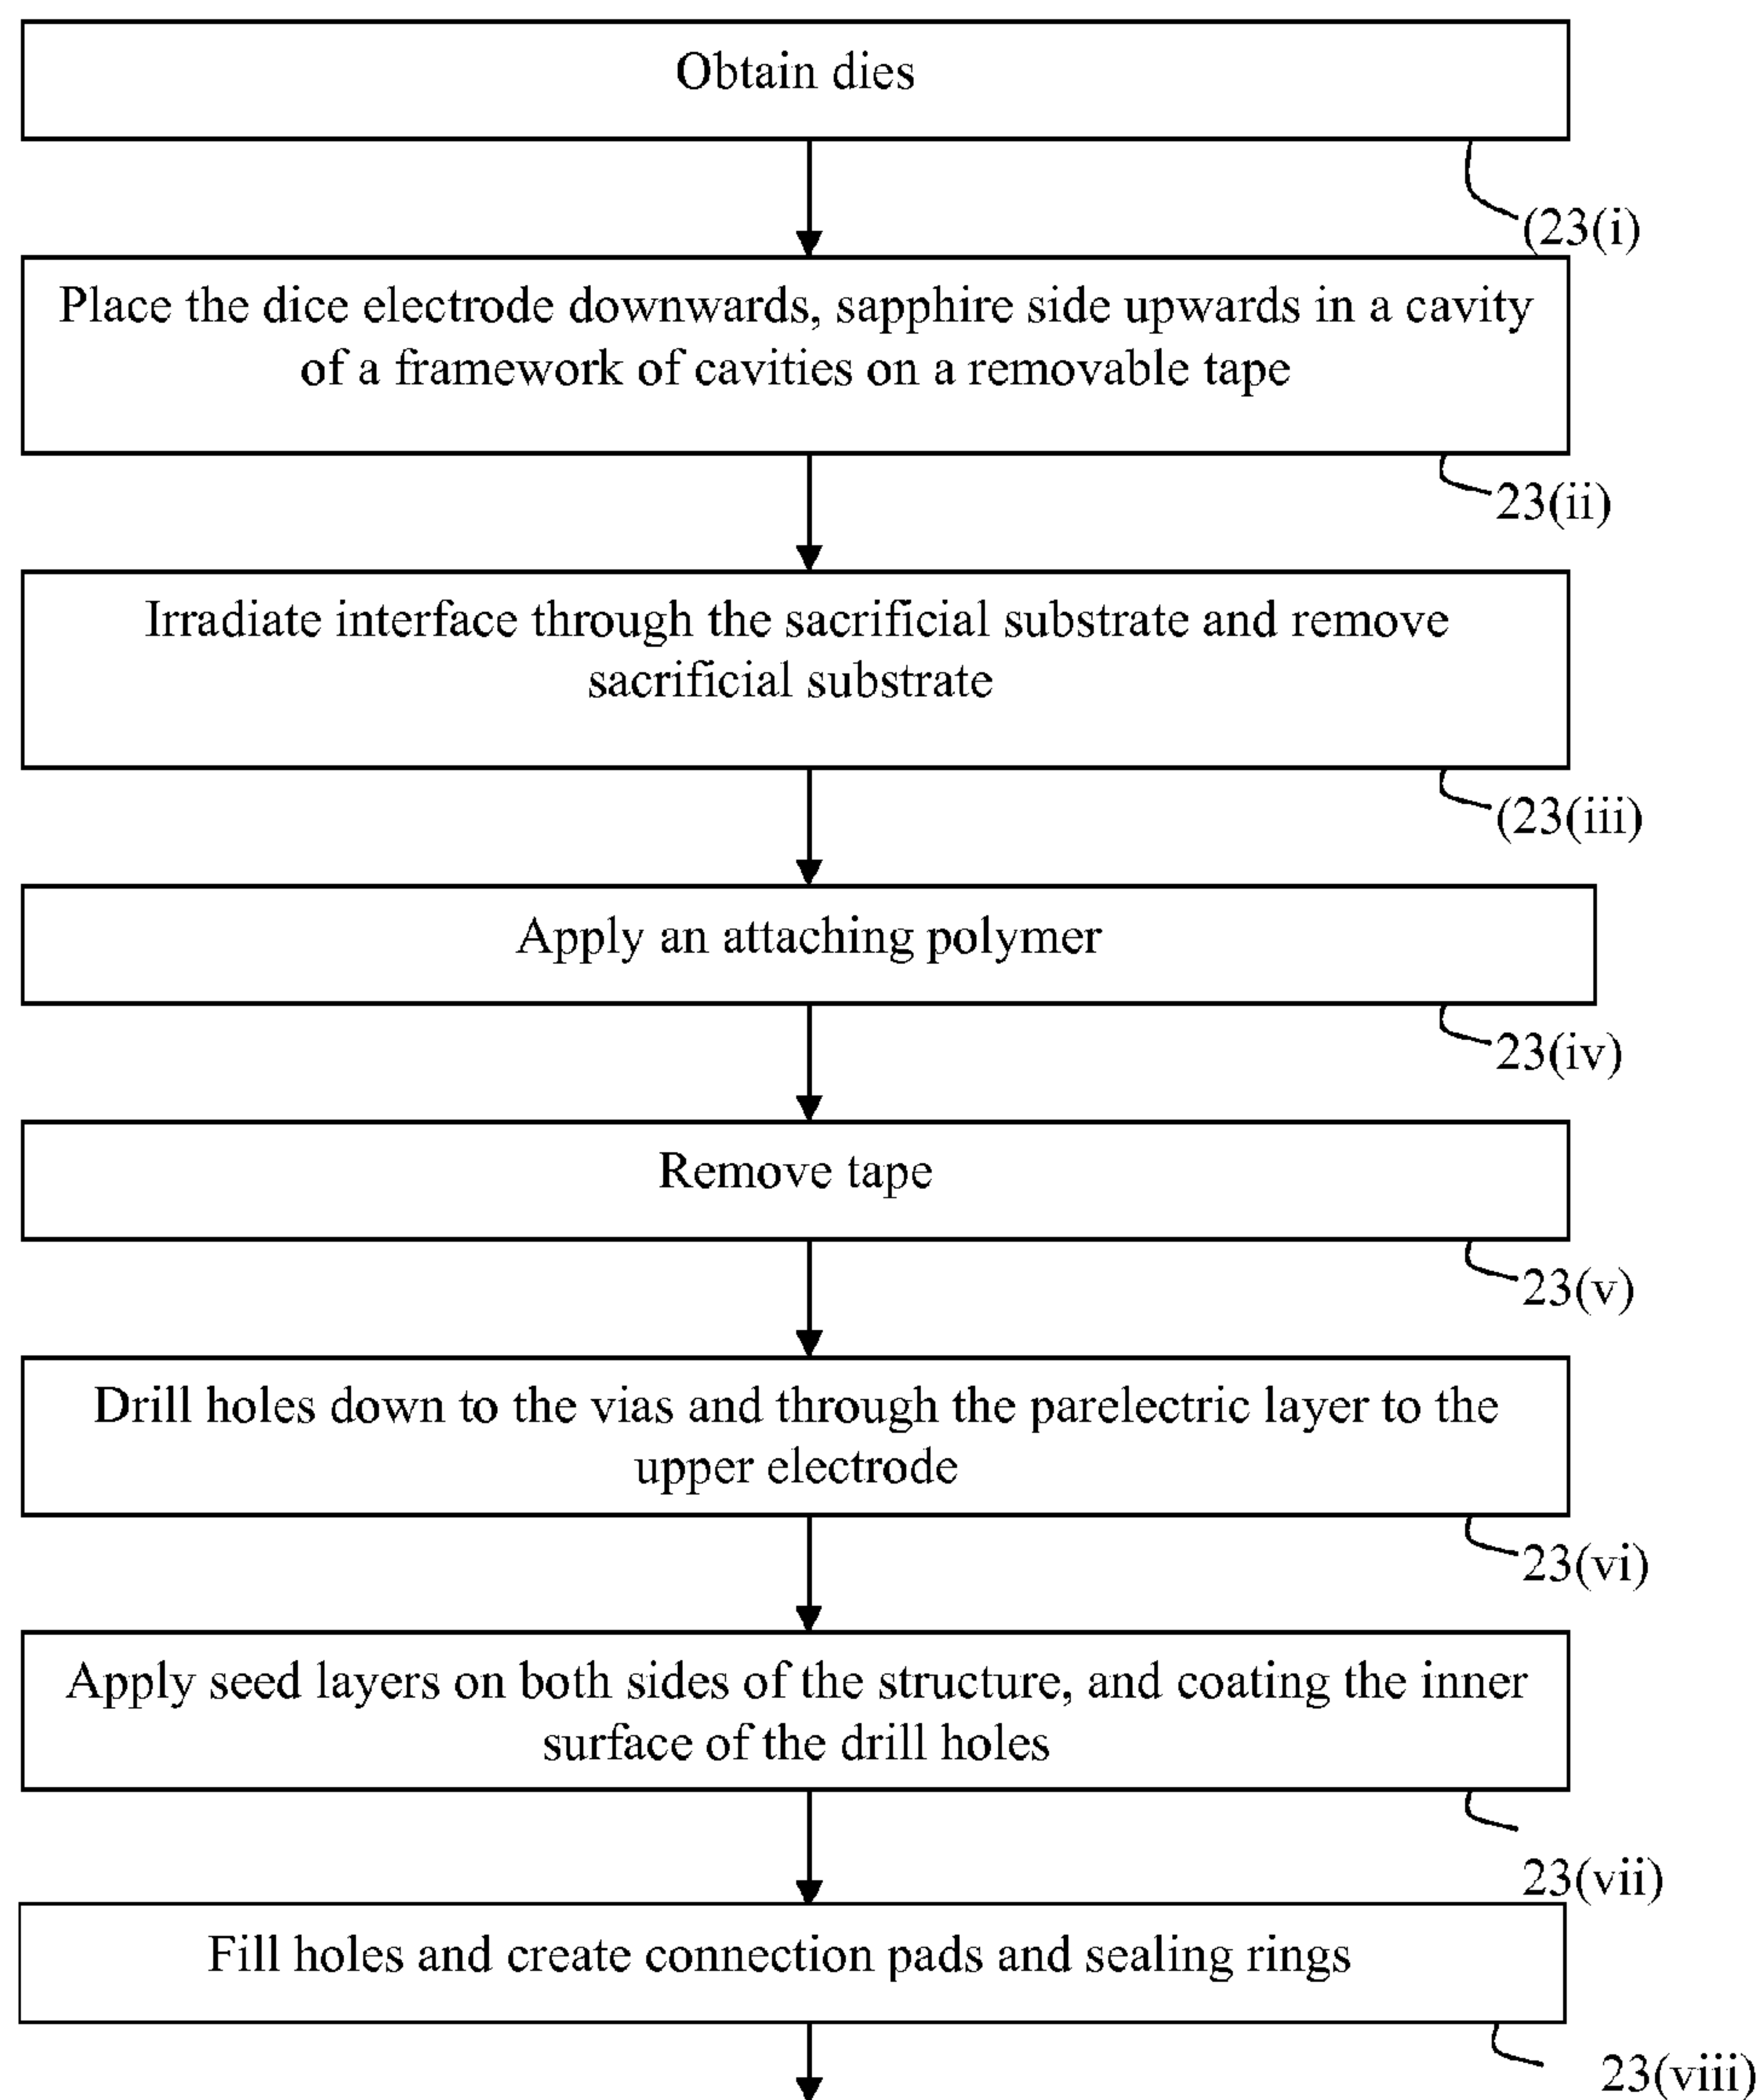 Obtain dies
(23(i)
Place the dice electrode downwards, sapphire side upwards in a cavity
of a framework of cavities on a removable tape
23(ii)
Irradiate interface through the sacrificial substrate and remove
sacrificial substrate
(23(iii)
Apply an attaching polymer
23(iv)
Remove tape
23(v)
Drill holes down to the vias and through the parelectric layer to the
upper electrode
23(vi)
Apply seed layers on both sides of the structure, and coating the inner
surface of the drill holes
23(vii)
Fill holes and create connection pads and sealing rings
23(viii)